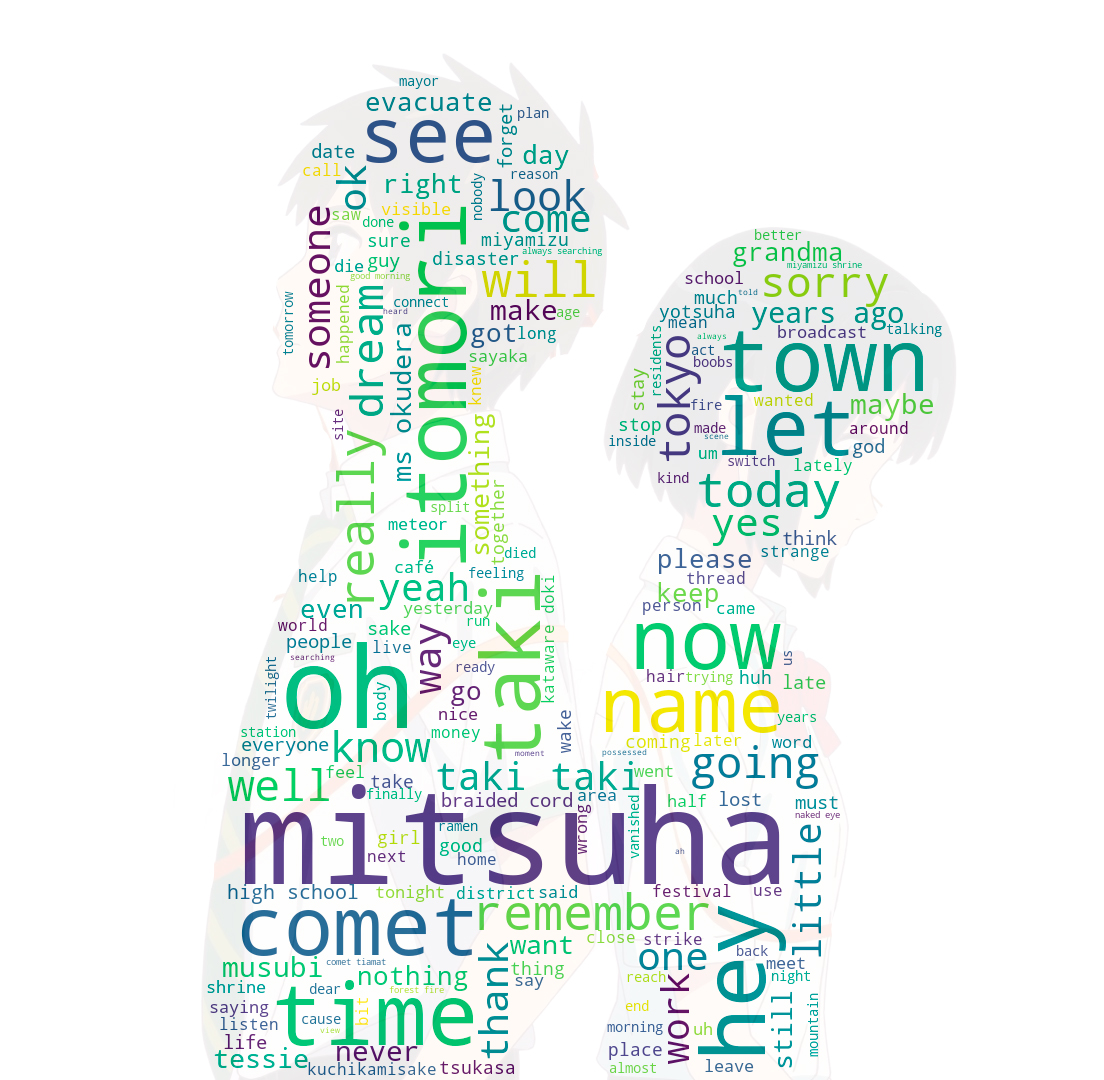 mayor
evacuate
plan
see
forget
date
day
call
ok
right
reason
nobody
look
saw
visible
come
someone
done
itomori
sure
miyamizu
always searching
guy
disaster
die
will
good morning
dream
connect
make
age
heard
tomorrow
happened
okudera
got
long
sayaka
job
knew
site
ms
something
really
split
together
meteor
died
café
feeling
help
yeah
taki
kataware doki
even
yesterday
world
sake
way
run
people
live
eye
searching
oh
ready
twilight
body
go
nice
wake
station
money
everyone
know
moment
longer
well
feel
take
taki taki
finally
braided cord
area
mitsuha
wrong
two
girl
ramen
good
next
home
high school
tonight
district
said
comet
remember
close
want
musubi
comet tiamat
nothing
thank
thing
shrine
dear
forest fire
say
saying
cause
bit
time
listen
view
life
never
tessie
kuchikamisake
tsukasa
better
grandma
miyamizu shrine
school
sorry
much
told
yotsuha
years ago
mean
broadcast
talking
residents
always
tokyo
act
boobs
town
stay
fire
let
wanted
maybe
stop
made
around
inside
scene
um
god
switch
lately
kind
today
yes
think
strange
please
thread
keep
person
came
now
us
hair
trying
huh
late
name
years
coming
later
word
possessed
going
went
vanished
half
lost
must
naked eye
ah
little
festival
use
hey
strike
one
back
meet
reach
work
night
end
still
mountain
morning
uh
place
almost
leave